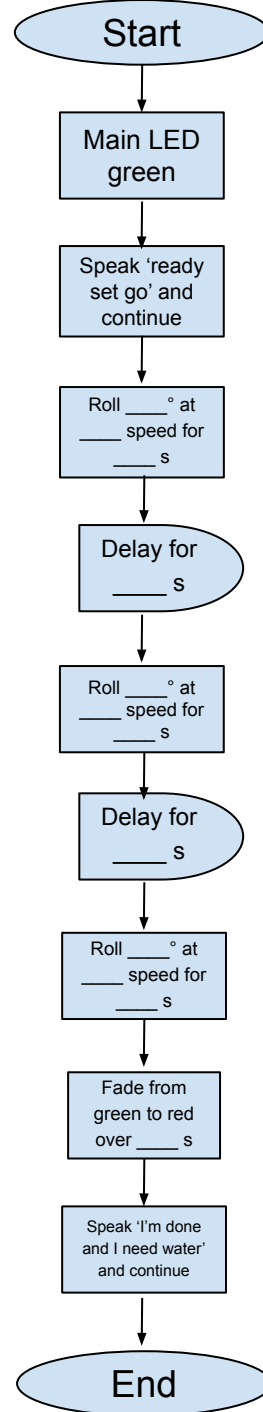 Start
Main LED
green
Speak ‘ready
set go’ and
continue
Roll ____° at
____ speed for
____ s
Delay for
____ s
Roll ____° at
____ speed for
____ s
Delay for
____ s
Roll ____° at
____ speed for
____ s
Fade from
green to red
over ____ s
Speak ‘I’m done
and I need water’
and continue
End